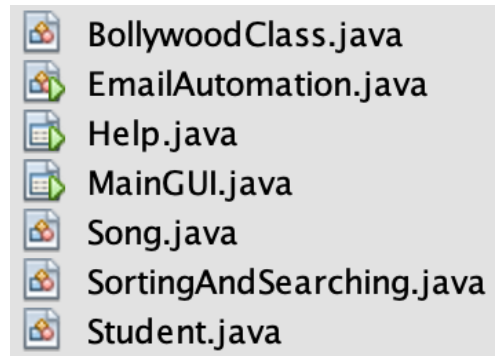 BollywoodClass.java
EmailAutomation.java
Help.java
MainGUI.java
Song.java
SortingAndSearching.java
Student.java